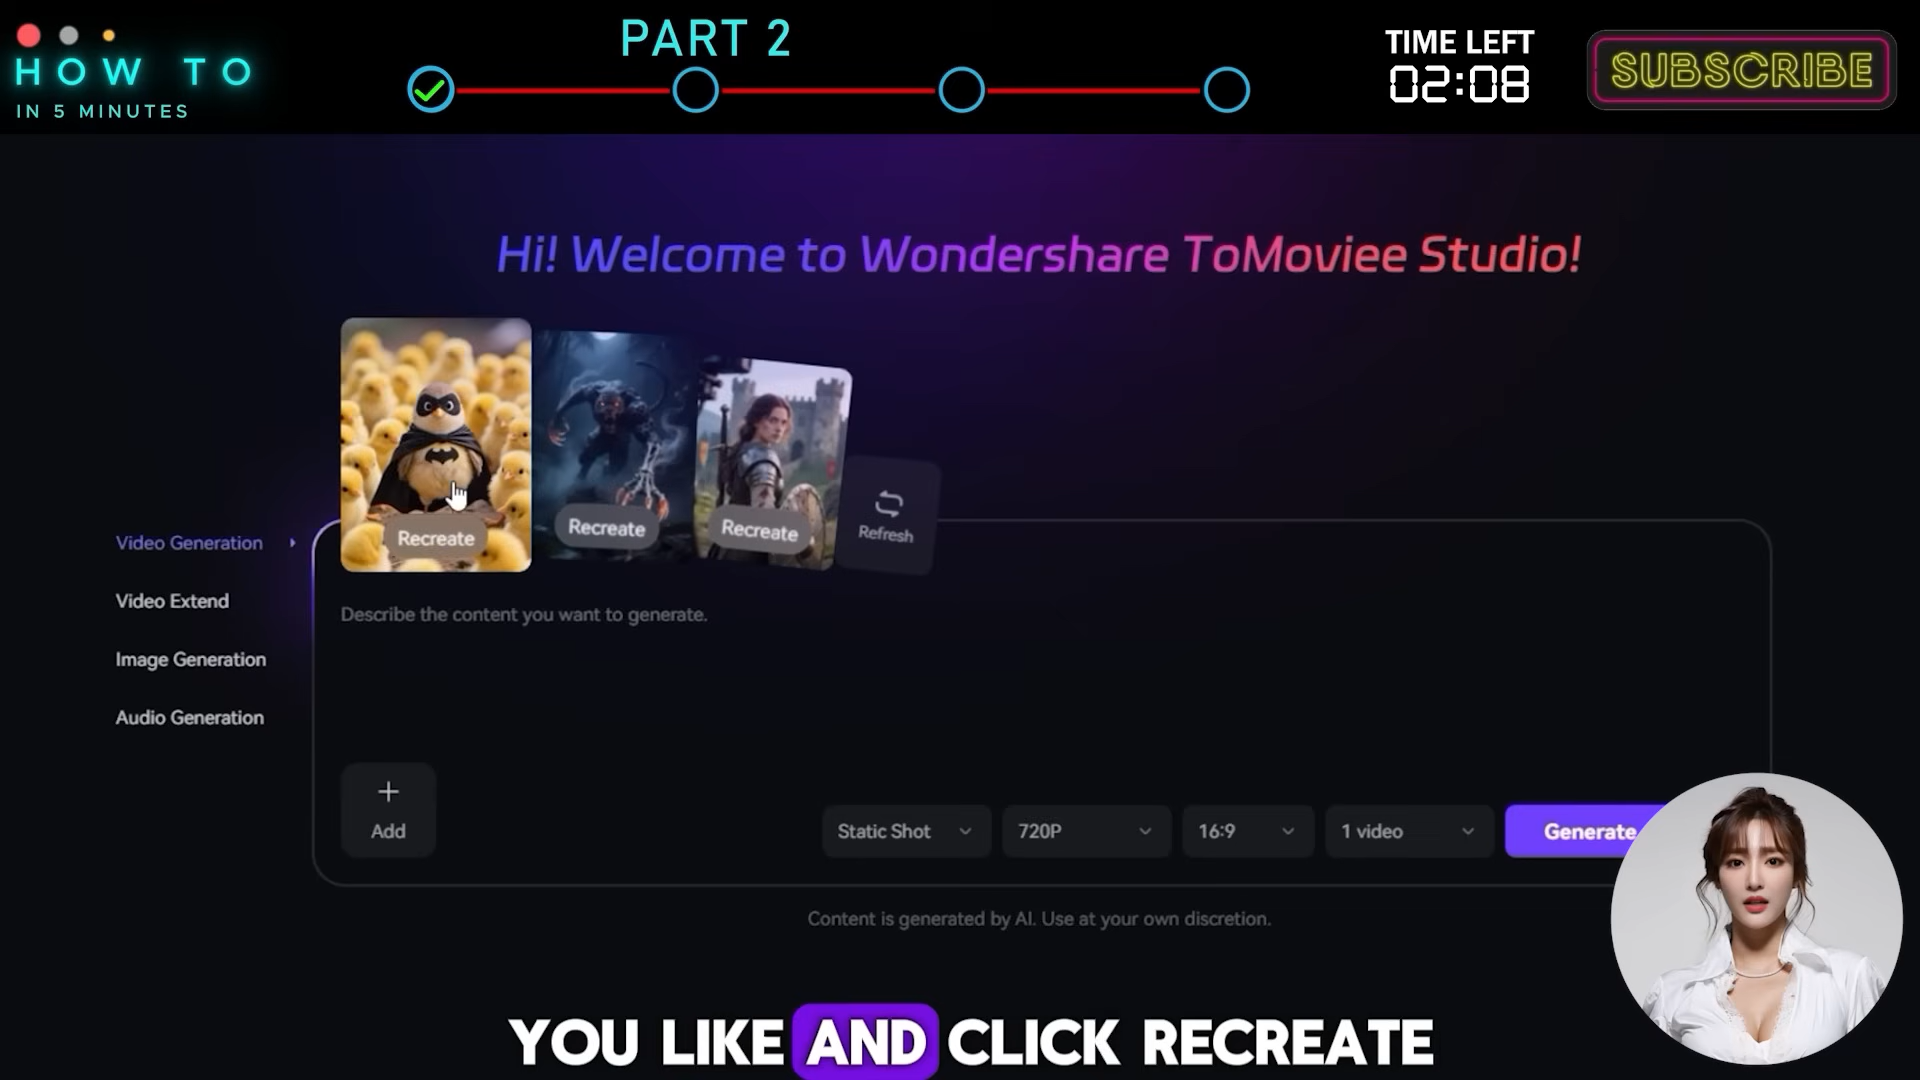 HOW TO
IN 5 MINUTES
PART 2
TIME LEFT
02:08
SUBSCRIBE
Hi! Welcome to Wondershare ToMoviee Studio!
Recreate
Recreate
Recreate
Refresh
Video Generation
Video Extend
Image Generation
Audio Generation
Describe the content you want to generate.
Add
Static Shot
720P
16:9
1 video
Generate
Content is generated by AI. Use at your own discretion.
YOU LIKE AND CLICK RECREATE